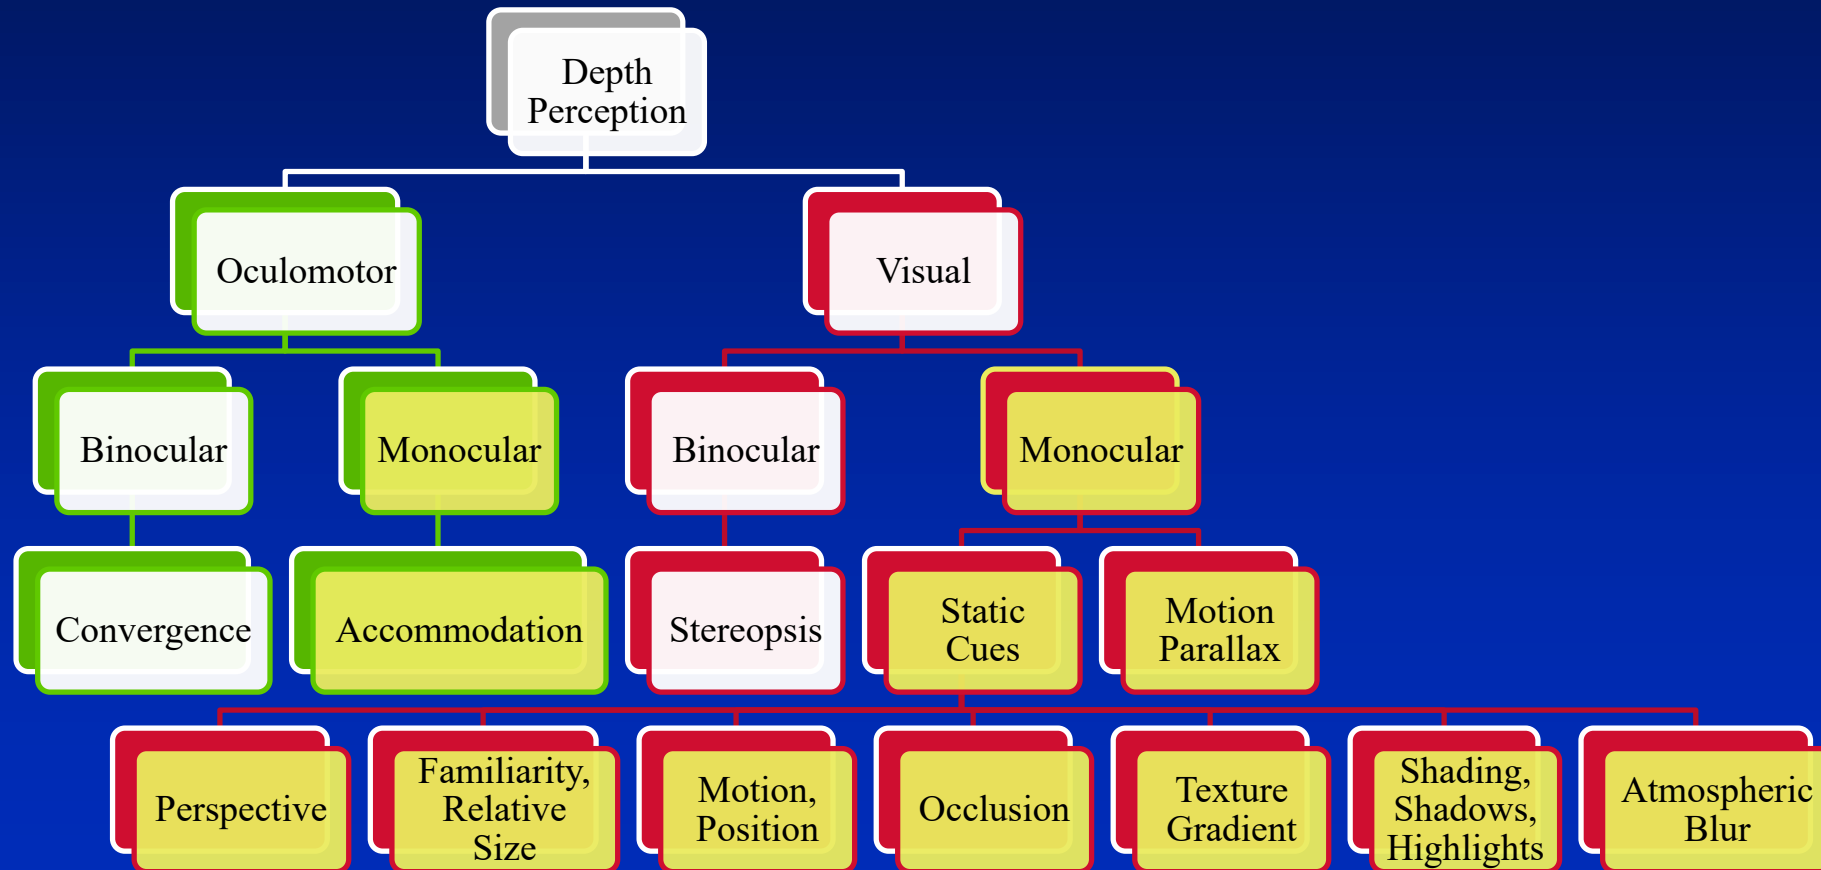 Depth
Perception
Oculomotor
Visual
Binocular
Monocular
Binocular
Monocular
Convergence
Accommodation
Stereopsis
Static
Cues
Motion
Parallax
Perspective
Familiarity,
Relative
Size
Motion,
Position
Occlusion
Texture
Gradient
Shading,
Shadows,
Highlights
Atmospheric
Blur